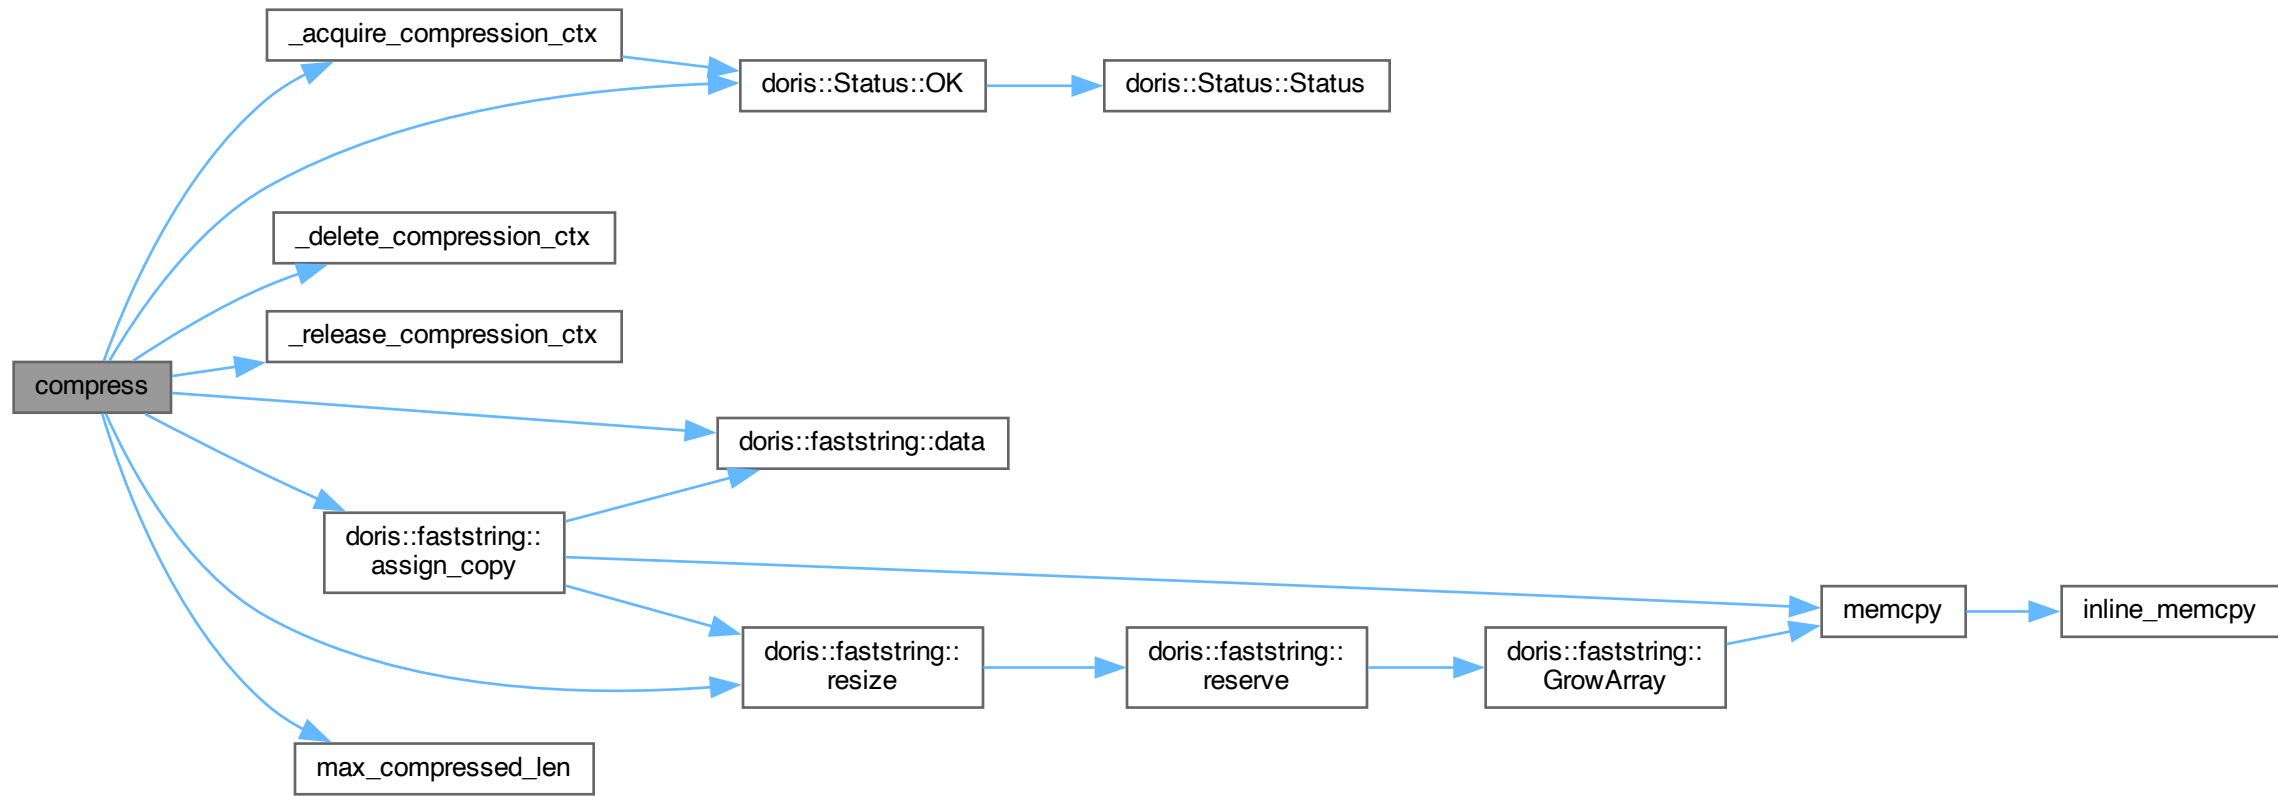 _acquire_compression_ctx
doris::Status::OK
doris::Status::Status
_delete_compression_ctx
_release_compression_ctx
compress
doris::faststring::data
doris::faststring::
assign_copy
memcpy
inline_memcpy
doris::faststring::
resize
doris::faststring::
reserve
doris::faststring::
GrowArray
max_compressed_len